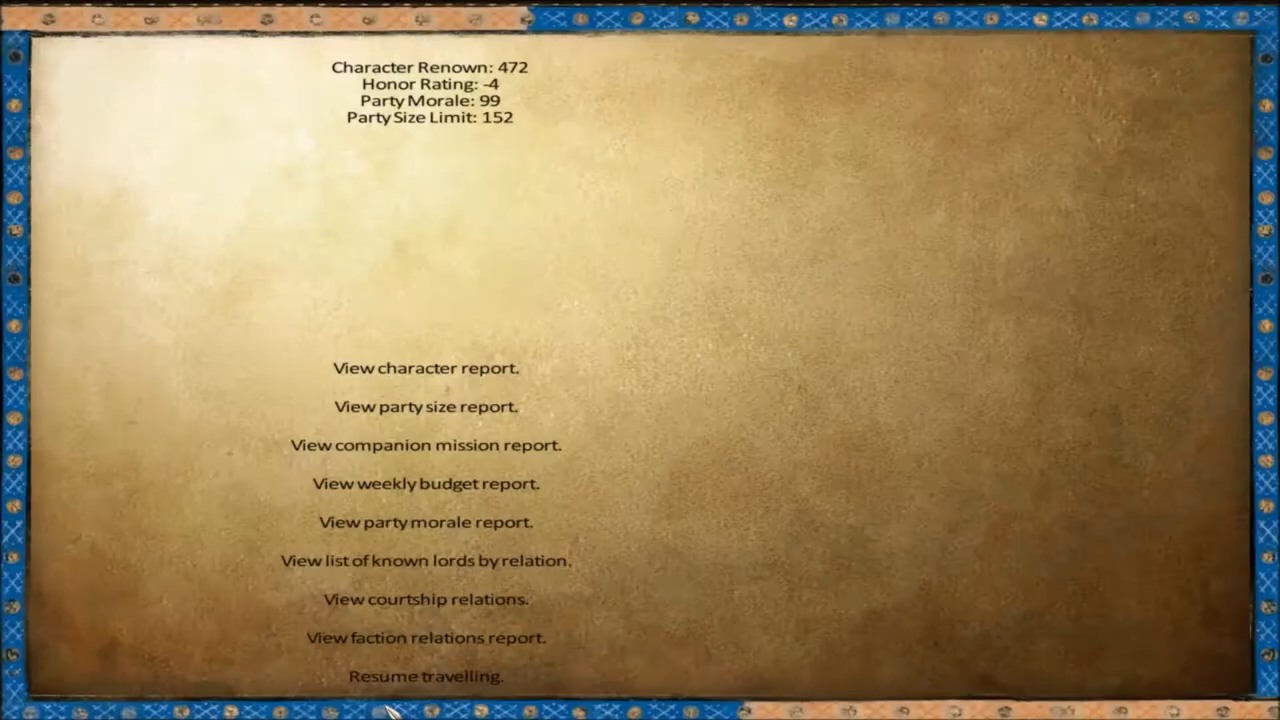 Character Renown: 472
Honor Rating: -4
Party Morale: 99
Party Size Limit: 152
View character report.
View party size report.
View companion mission report.
View weekly budget report.
View party morale report.
View list of known lords by relation.
View courtship relations.
View faction relations report.
Resume travelling.